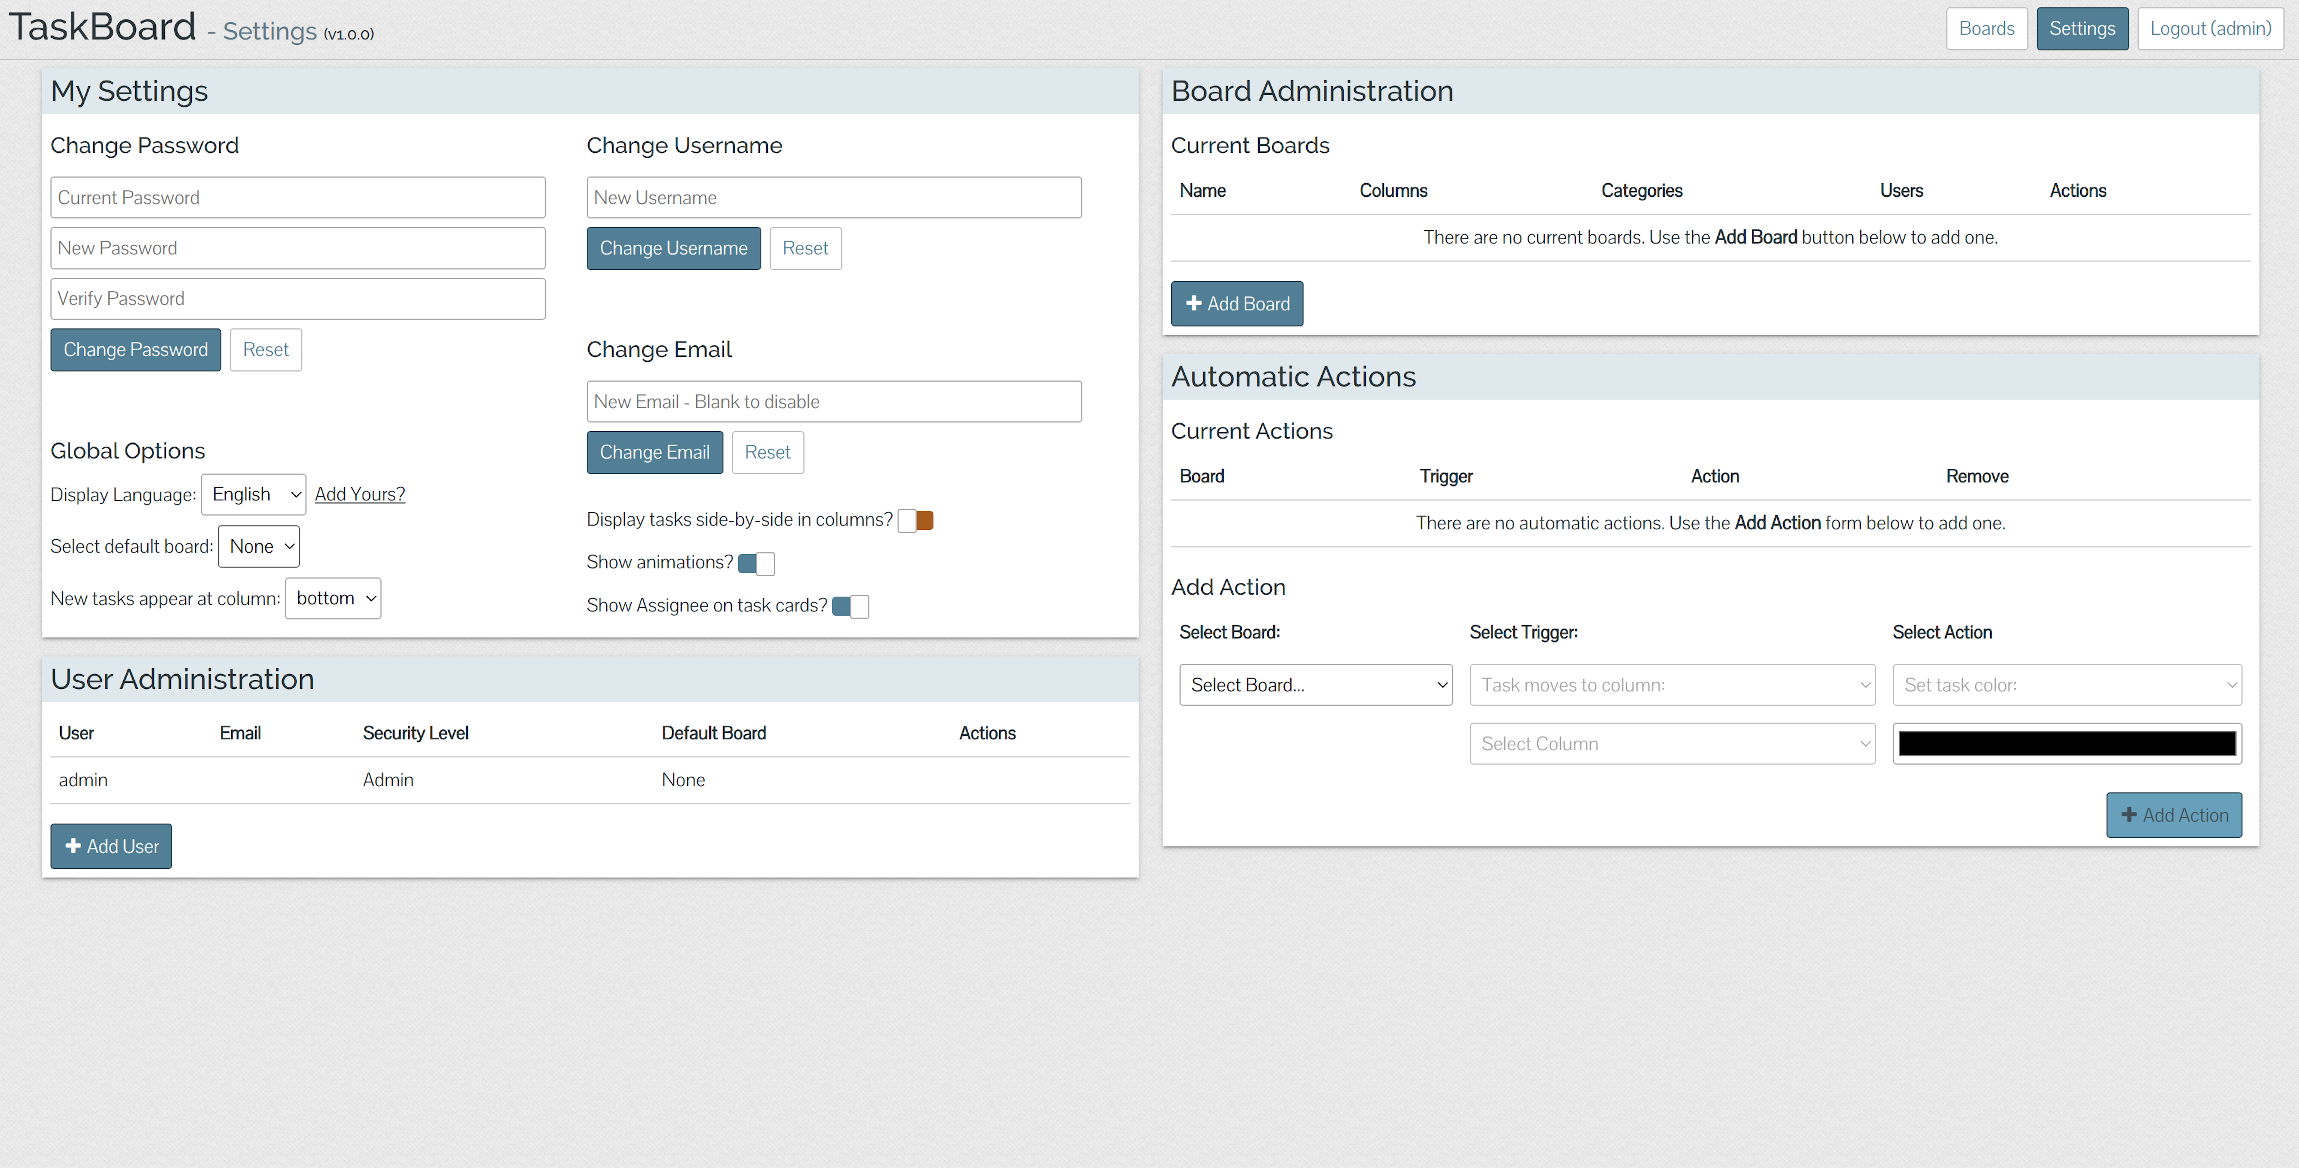 TaskBoard - Settings (v1.0.0)
Boards
Settings
Logout (admin)
My Settings
Change Password
Current Password
New Password
Verify Password
Change Password
Reset
Global Options
Display Language: English Add Yours?
Select default board: None
New tasks appear at column: bottom
Change Username
New Username
Change Username
Reset
Change Email
New Email - Blank to disable
Change Email
Reset
Display tasks side-by-side in columns?
Show animations?
Show Assignee on task cards?
User Administration
User Email Security Level Default Board Actions
admin Admin None
Add User
Board Administration
Current Boards
Name Columns Categories Users Actions
There are no current boards. Use the Add Board button below to add one.
Add Board
Automatic Actions
Current Actions
Board Trigger Action Remove
There are no automatic actions. Use the Add Action form below to add one.
Add Action
Select Board: Select Trigger: Select Action
Select Board... Task moves to column: Set task color:
Select Column
Add Action